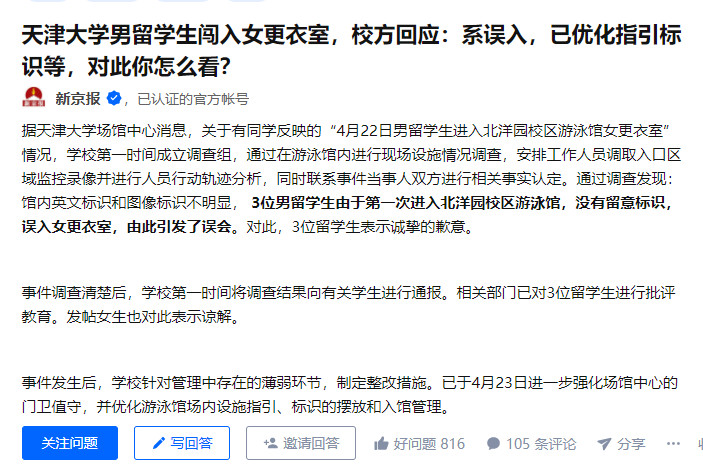 天津大学男留学生闯入女更衣室，校方回应：系误入，已优化指引标
识等，对此你怎么看？
新京报 ，已认证的官方帐号
据天津大学场馆中心消息，关于有同学反映的“4月22日男留学生进入北洋园校区游泳馆女更衣室”
情况，学校第一时间成立调查组，通过在游泳馆内进行现场设施情况调查，安排工作人员调取入口区
域监控录像并进行人员行动轨迹分析，同时联系事件当事人双方进行相关事实认定。通过调查发现：
馆内英文标识和图像标识不明显，3位男留学生由于第一次进入北洋园校区游泳馆，没有留意标识，
误入女更衣室，由此引发了误会。对此，3位留学生表示诚挚的歉意。
事件调查清楚后，学校第一时间将调查结果向有关学生进行通报。相关部门已对3位留学生进行批评
教育。发帖女生也对此表示谅解。
事件发生后，学校针对管理中存在的薄弱环节，制定整改措施。已于4月23日进一步强化场馆中心的
门卫值守，并优化游泳馆场内设施指引、标识的摆放和入馆管理。
关注问题 写回答 邀请回答 好问题 816 105 条评论 分享 ···